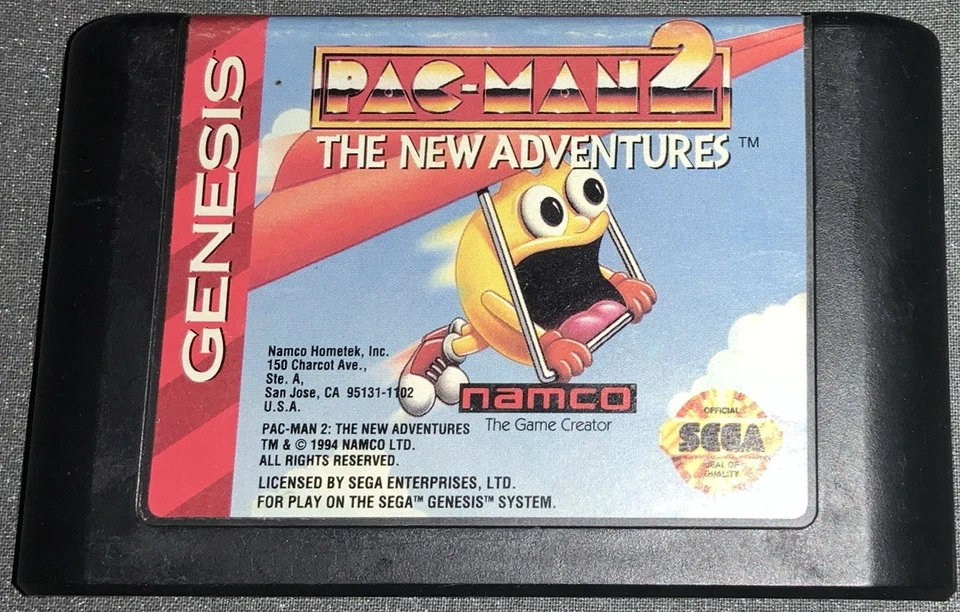 GENESIS
PAC-MAN 2
THE NEW ADVENTURES™
Namco Hometek, Inc.
150 Charcot Ave.,
Ste. A,
San Jose, CA 95131-1102
U.S.A.
namco
The Game Creator
PAC-MAN 2: THE NEW ADVENTURES
TM & © 1994 NAMCO LTD.
ALL RIGHTS RESERVED.
LICENSED BY SEGA ENTERPRISES, LTD.
FOR PLAY ON THE SEGA™ GENESIS™ SYSTEM.
OFFICIAL
SEGA
SEAL OF
QUALITY